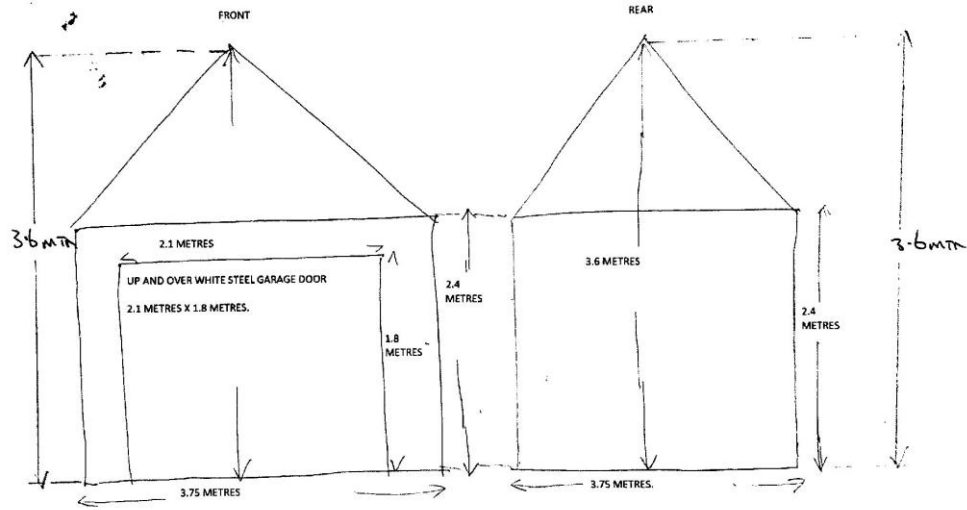 FRONT
REAR
3.6 MTR
2.1 METRES
UP AND OVER WHITE STEEL GARAGE DOOR
2.1 METRES X 1.8 METRES.
1.8
METRES
2.4
METRES
3.6 METRES
2.4
METRES
3.6 MTR
3.75 METRES
3.75 METRES.